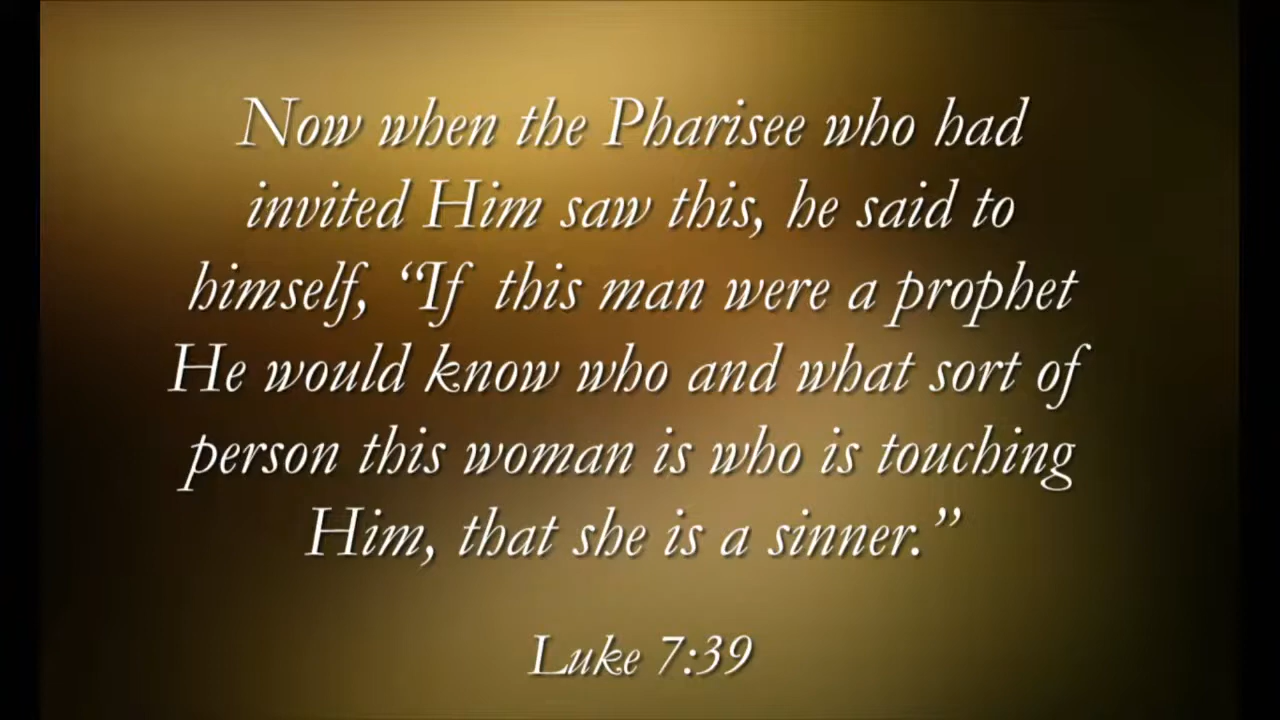 Now when the Pharisee who had
invited Him saw this, he said to
himself, “If this man were a prophet
He would know who and what sort of
person this woman is who is touching
Him, that she is a sinner.”
Luke 7:39